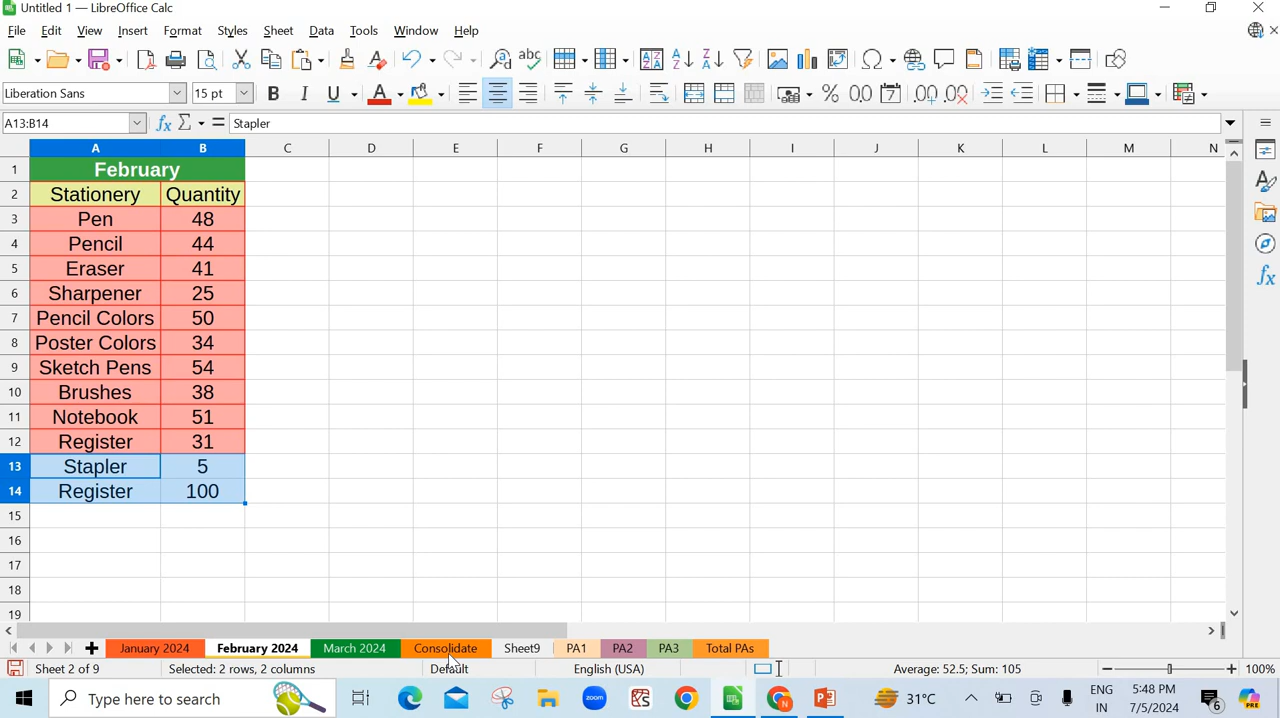 Untitled 1 — LibreOffice Calc
File Edit View Insert Format Styles Sheet Data Tools Window Help
Liberation Sans 15 pt
A13:B14 Stapler
A B C D E F G H I J K L M N
1 February
2 Stationery Quantity
3 Pen 48
4 Pencil 44
5 Eraser 41
6 Sharpener 25
7 Pencil Colors 50
8 Poster Colors 34
9 Sketch Pens 54
10 Brushes 38
11 Notebook 51
12 Register 31
13 Stapler 5
14 Register 100
15
16
17
18
19
January 2024 February 2024 March 2024 Consolidate Sheet9 PA1 PA2 PA3 Total PAs
Sheet 2 of 9 Selected: 2 rows, 2 columns Default English (USA) Average: 52.5; Sum: 105 100%
Type here to search zoom 31°C ENG 5:48 PM
IN 7/5/2024 6 PRE